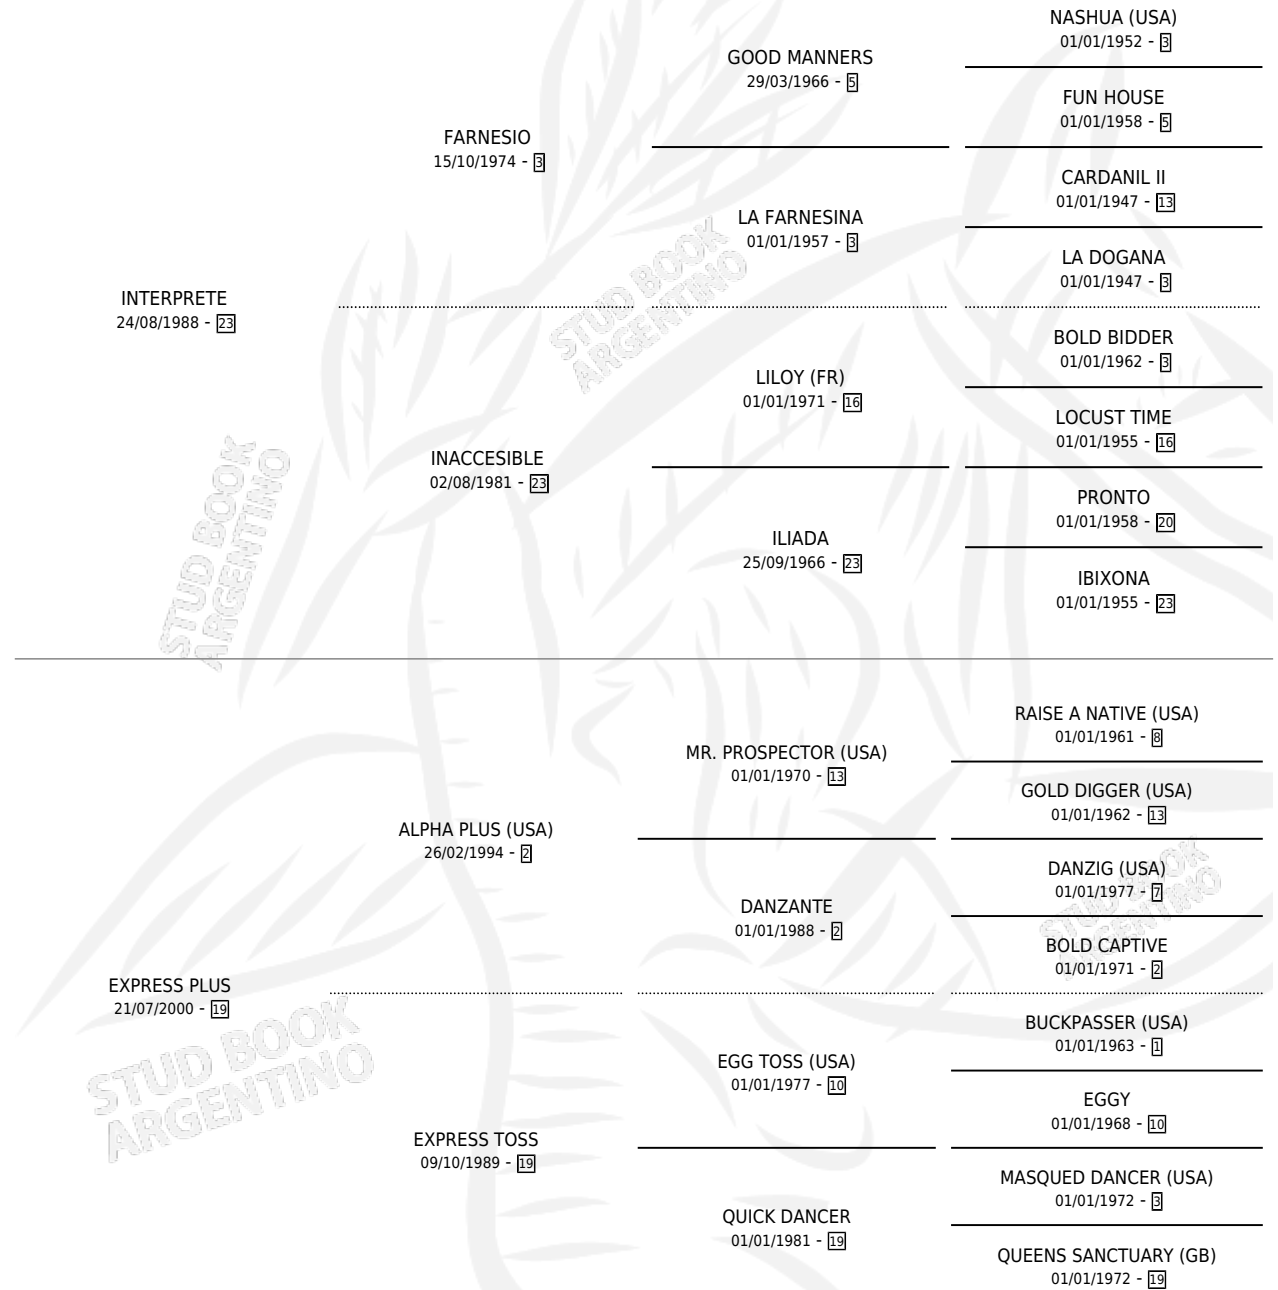 NASHUA (USA)
01/01/1952 - 3
GOOD MANNERS
29/03/1966 - 5
FUN HOUSE
01/01/1958 - 5
FARNESIO
15/10/1974 - 3
CARDANIL II
01/01/1947 - 13
LA FARNESINA
01/01/1957 - 3
LA DOGANA
01/01/1947 - 3
INTERPRETE
24/08/1988 - 23
BOLD BIDDER
01/01/1962 - 3
LILOY (FR)
01/01/1971 - 16
LOCUST TIME
01/01/1955 - 16
INACCESIBLE
02/08/1981 - 23
PRONTO
01/01/1958 - 20
ILIADA
25/09/1966 - 23
IBIXONA
01/01/1955 - 23
RAISE A NATIVE (USA)
01/01/1961 - 8
MR. PROSPECTOR (USA)
01/01/1970 - 13
GOLD DIGGER (USA)
01/01/1962 - 13
ALPHA PLUS (USA)
26/02/1994 - 2
DANZIG (USA)
01/01/1977 - 7
DANZANTE
01/01/1988 - 2
BOLD CAPTIVE
01/01/1971 - 2
EXPRESS PLUS
21/07/2000 - 19
BUCKPASSER (USA)
01/01/1963 - 1
EGG TOSS (USA)
01/01/1977 - 10
EGGY
01/01/1968 - 10
EXPRESS TOSS
09/10/1989 - 19
MASQUED DANCER (USA)
01/01/1972 - 3
QUICK DANCER
01/01/1981 - 19
QUEENS SANCTUARY (GB)
01/01/1972 - 19
STUD BOOK
ARGENTINO
STUD BOOK
ARGENTINO
STUD BOOK
ARGENTINO
STUD BOOK
ARGENTINO